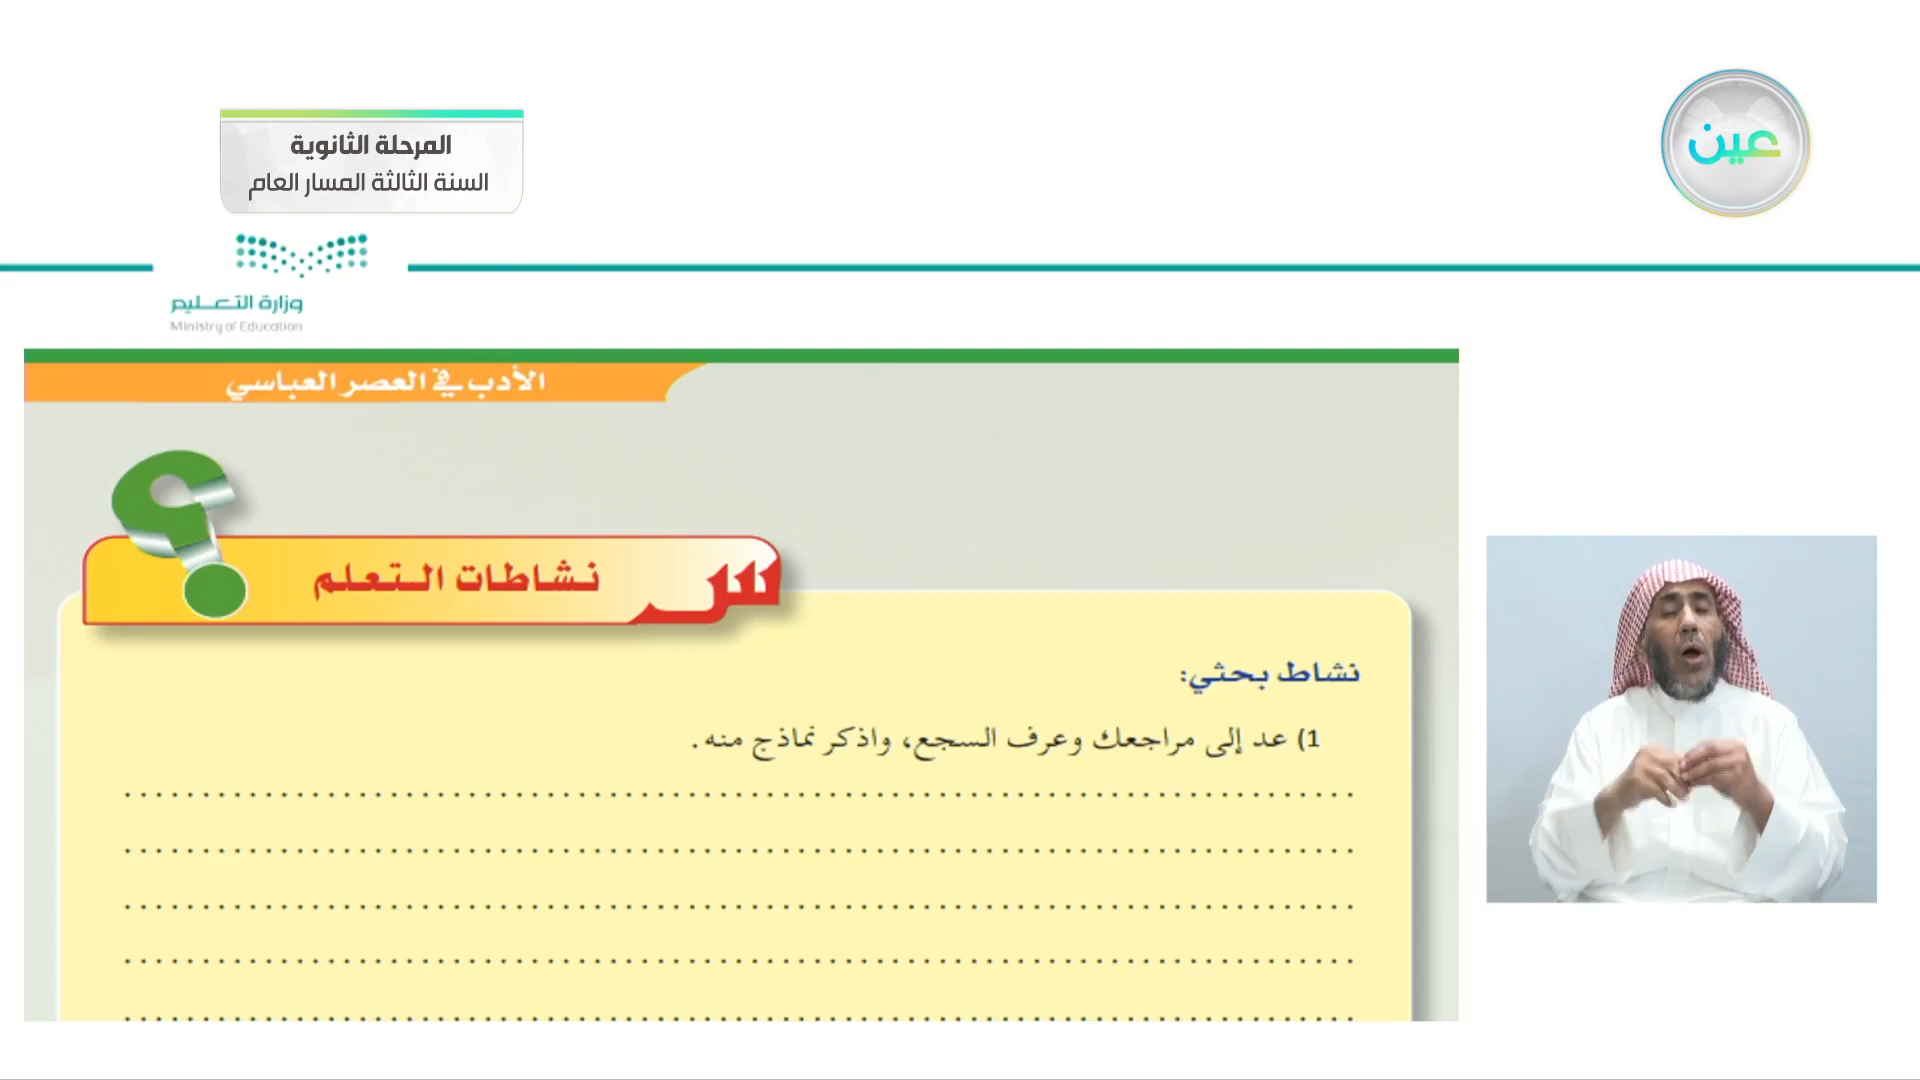 المرحلة الثانوية
السنة الثالثة المسار العام
عين
وزارة التعليم
Ministry of Education
الأدب في العصر العباسي
س نشاطات التعلم ؟
نشاط بحثي:
1) عد إلى مراجعك وعرف السجع، واذكر نماذج منه.